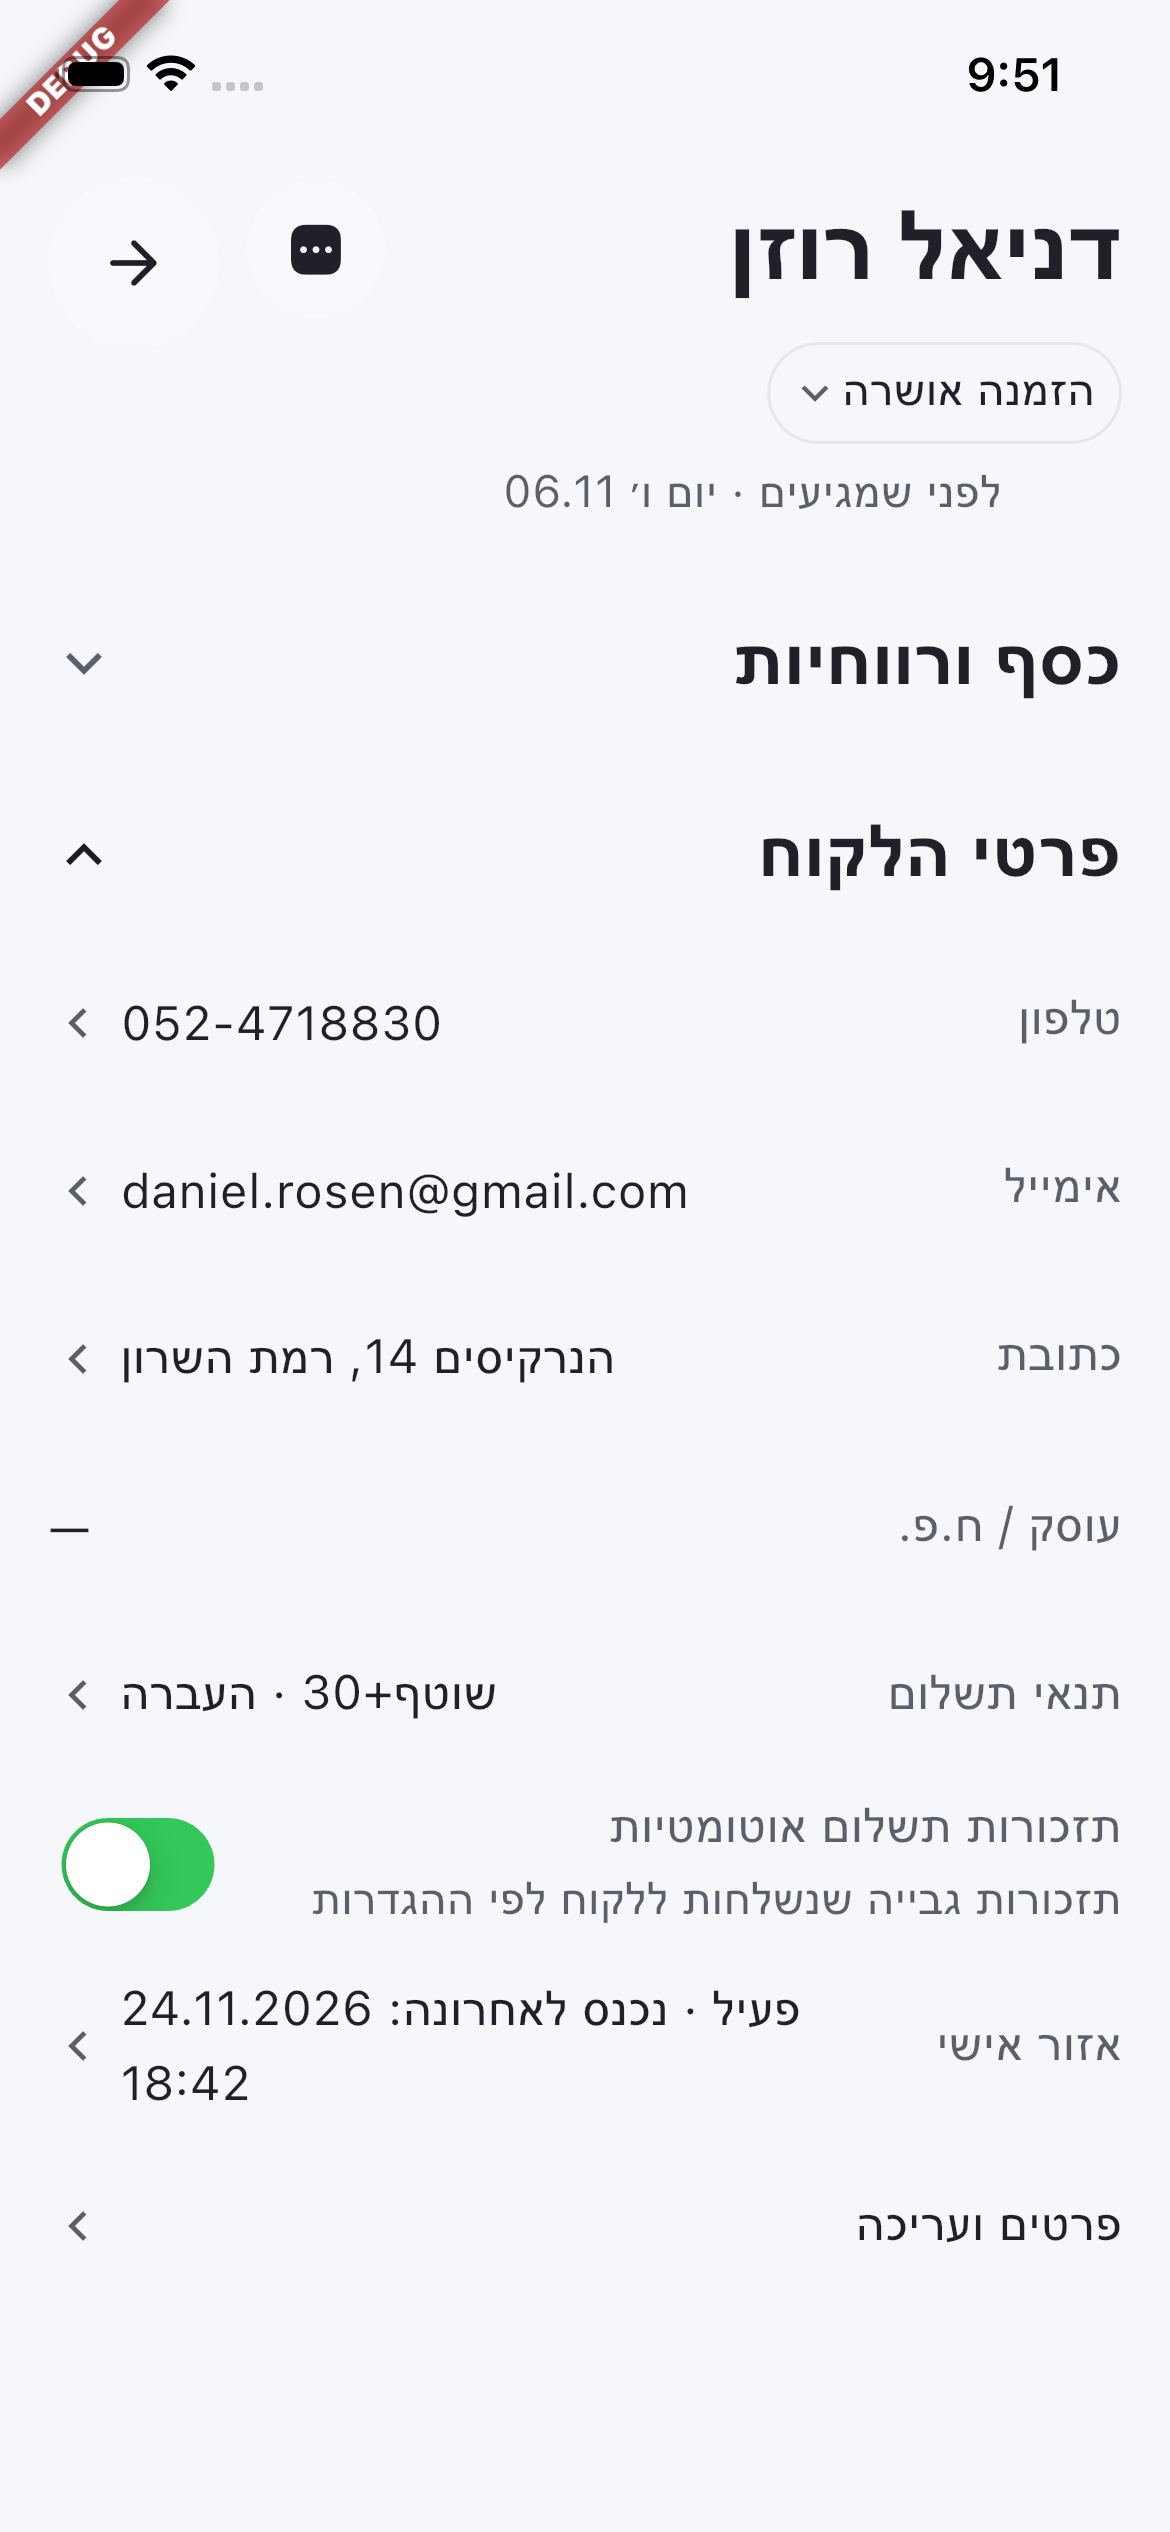 9:51
DEBUG
דניאל רוזן
הזמנה אושרה
לפני שמגיעים · יום ו׳ 06.11
כסף ורווחיות
פרטי הלקוח
טלפון 052-4718830
אימייל daniel.rosen@gmail.com
כתובת הנרקיסים 14, רמת השרון
עוסק / ח.פ. —
תנאי תשלום שוטף+30 · העברה
תזכורות תשלום אוטומטיות
תזכורות גבייה שנשלחות ללקוח לפי ההגדרות
אזור אישי פעיל · נכנס לאחרונה: 24.11.2026
18:42
פרטים ועריכה